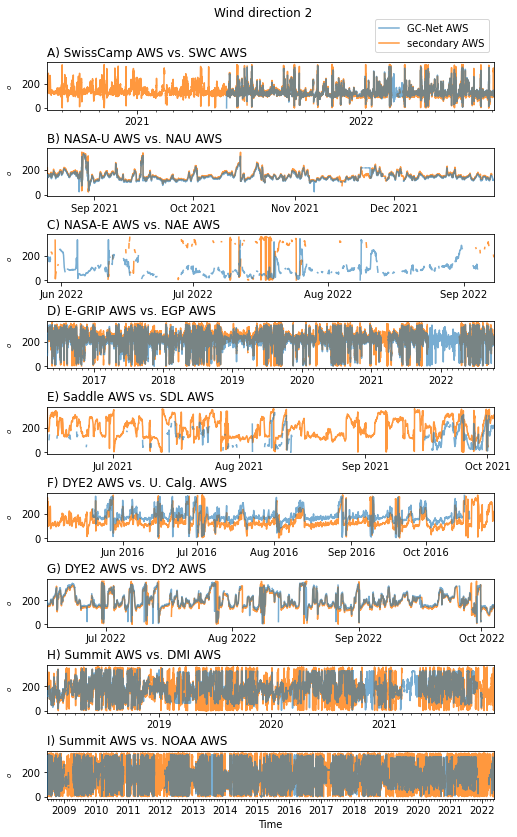 Wind direction 2
GC-Net AWS
secondary AWS
A) SwissCamp AWS vs. SWC AWS
200
0
2021 2022
B) NASA-U AWS vs. NAU AWS
200
0
Sep 2021 Oct 2021 Nov 2021 Dec 2021
C) NASA-E AWS vs. NAE AWS
200
0
Jun 2022 Jul 2022 Aug 2022 Sep 2022
D) E-GRIP AWS vs. EGP AWS
200
0
2017 2018 2019 2020 2021 2022
E) Saddle AWS vs. SDL AWS
200
0
Jul 2021 Aug 2021 Sep 2021 Oct 2021
F) DYE2 AWS vs. U. Calg. AWS
200
0
Jun 2016 Jul 2016 Aug 2016 Sep 2016 Oct 2016
G) DYE2 AWS vs. DY2 AWS
200
0
Jul 2022 Aug 2022 Sep 2022 Oct 2022
H) Summit AWS vs. DMI AWS
200
0
2019 2020 2021
I) Summit AWS vs. NOAA AWS
200
0
2009 2010 2011 2012 2013 2014 2015 2016 2017 2018 2019 2020 2021 2022
Time